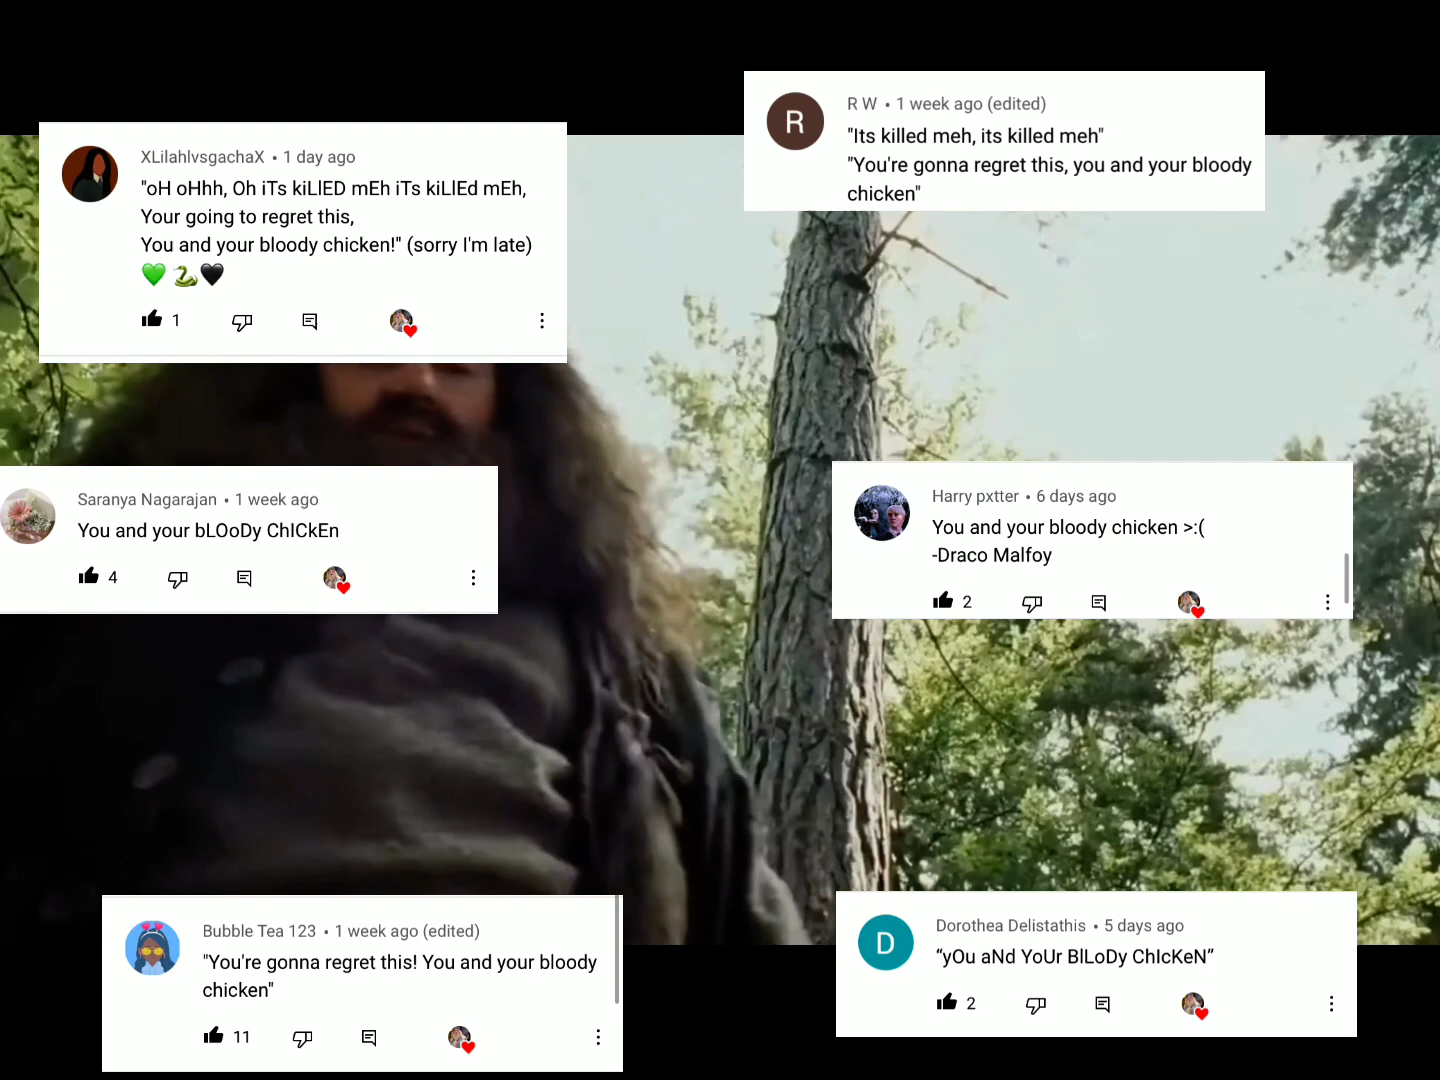 XLilahlvsgachaX • 1 day ago
"oH oHhh, Oh iTs kiLlED mEh iTs kiLlEd mEh,
Your going to regret this,
You and your bloody chicken!" (sorry I'm late)
💚 🐍🖤
1
R
R W • 1 week ago (edited)
"Its killed meh, its killed meh"
"You're gonna regret this, you and your bloody
chicken"
Saranya Nagarajan • 1 week ago
You and your bLOoDy ChICkEn
4
Harry pxtter • 6 days ago
You and your bloody chicken >:(
-Draco Malfoy
2
Bubble Tea 123 • 1 week ago (edited)
"You're gonna regret this! You and your bloody
chicken"
11
D
Dorothea Delistathis • 5 days ago
“yOu aNd YoUr BlLoDy ChIcKeN”
2